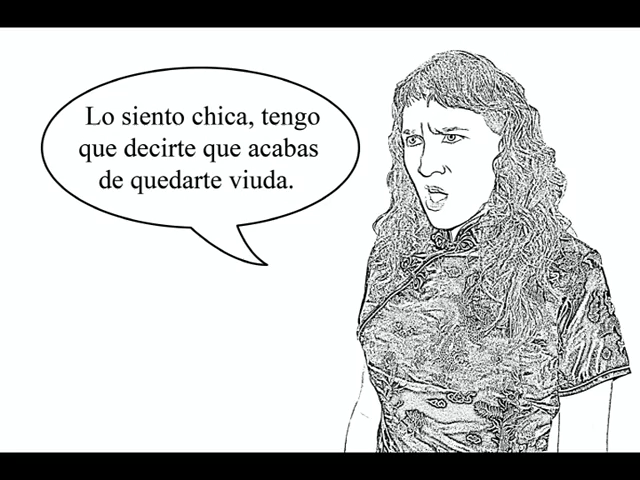 Lo siento chica, tengo
que decirte que acabas
de quedarte viuda.